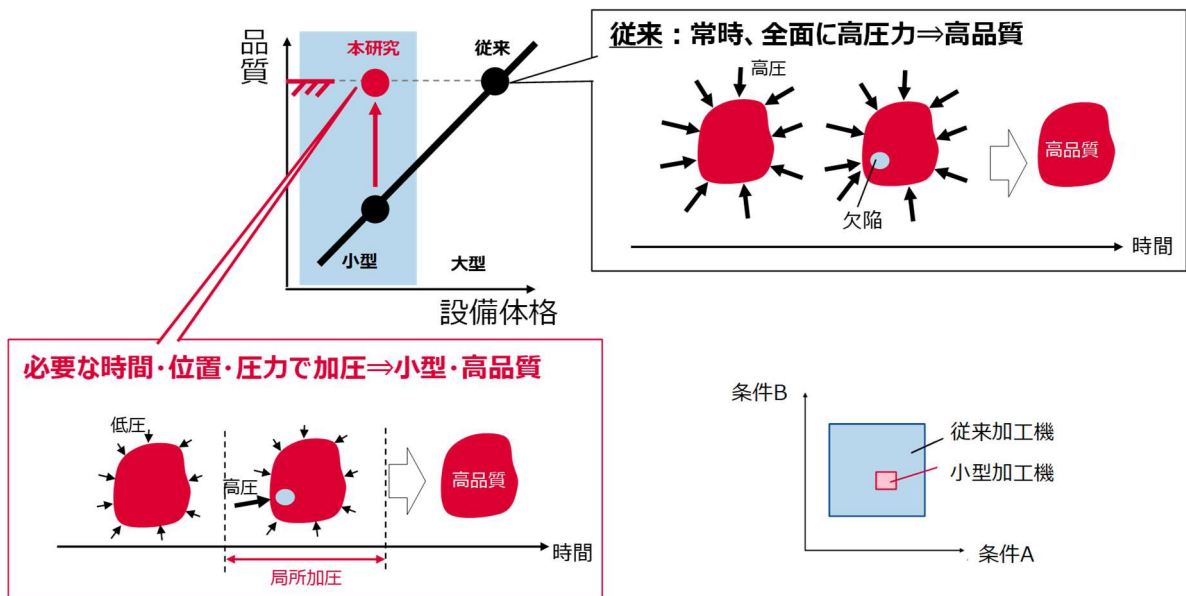 品
質
本研究
従来
小型
大型
設備体格
従来：常時、全面に高圧力⇒高品質
高圧
高品質
欠陥
時間
必要な時間･位置･圧力で加圧⇒小型･高品質
低圧
高圧
高品質
時間
局所加圧
条件B
従来加工機
小型加工機
条件A